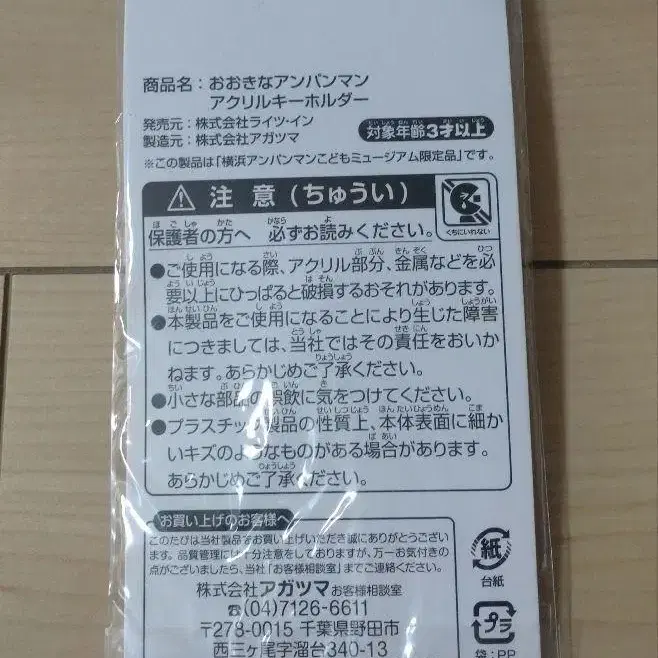 商品名：おおきなアンパンマン
アクリルキーホルダー
発売元：株式会社ライツ・イン
製造元：株式会社アガツマ
対象年齢3才以上
※この製品は「横浜アンパンマンこどもミュージアム限定品」です。
注意(ちゅうい)
くちにいれない
保護者の方へ 必ずお読みください。
●ご使用になる際、アクリル部分、金属などを必
要以上にひっぱると破損するおそれがあります。
●本製品をご使用になることにより生じた障害
につきましては、当社ではその責任をおいか
ねます。あらかじめご了承ください。
●小さな部品の誤飲に気をつけてください。
●プラスチック製品の性質上、本体表面に細か
いキズのようなものがある場合があります。
あらかじめご了承ください。
お買い上げのお客様へ
このたびは当社製品をお買い上げいただき誠にありがとうござい
ます。品質管理には十分注意をしておりますが、万一お気付きの
点がございましたら、当社「お客様相談室」までご連絡ください。
株式会社アガツマお客様相談室
☎(04)7126-6611
〒278-0015 千葉県野田市
西三ヶ尾字溜台340-13
紙
台紙
プラ
袋：PP